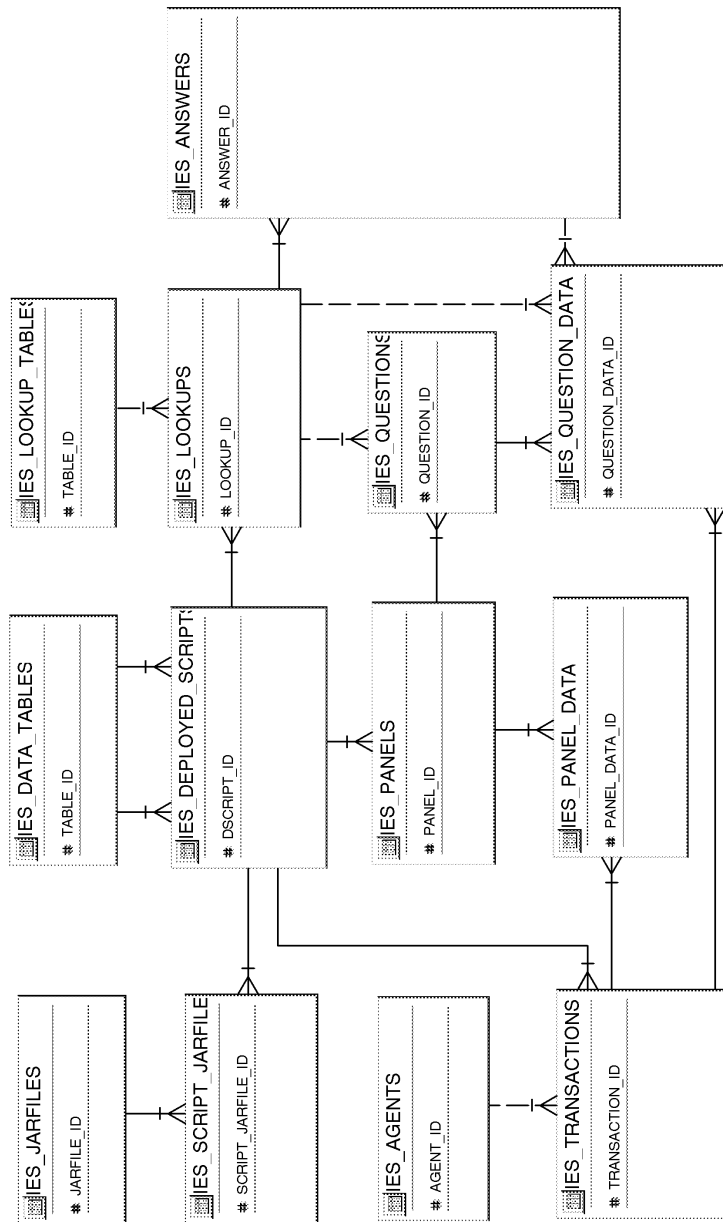 IES_JARFILES
# JARFILE_ID
IES_DATA_TABLES
# TABLE_ID
IES_LOOKUP_TABLES
# TABLE_ID
IES_SCRIPT_JARFILE
# SCRIPT_JARFILE_ID
IES_DEPLOYED_SCRIPTS
# DSCRIPT_ID
IES_LOOKUPS
# LOOKUP_ID
IES_ANSWERS
# ANSWER_ID
IES_AGENTS
# AGENT_ID
IES_PANELS
# PANEL_ID
IES_QUESTIONS
# QUESTION_ID
IES_TRANSACTIONS
# TRANSACTION_ID
IES_PANEL_DATA
# PANEL_DATA_ID
IES_QUESTION_DATA
# QUESTION_DATA_ID